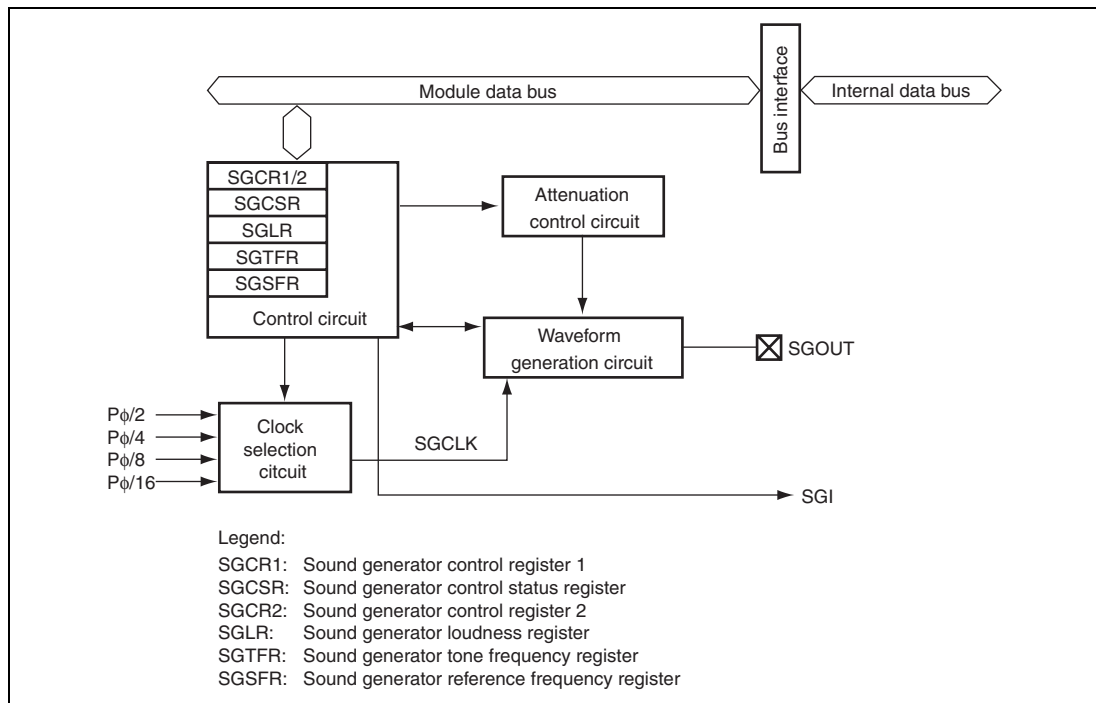 Module data bus
Bus interface
Internal data bus
SGCR1/2
SGCSR
SGLR
SGTFR
SGSFR
Control circuit
Attenuation
control circuit
Waveform
generation circuit
SGOUT
Pϕ/2
Pϕ/4
Pϕ/8
Pϕ/16
Clock
selection
citcuit
SGCLK
SGI
Legend:
SGCR1: Sound generator control register 1
SGCSR: Sound generator control status register
SGCR2: Sound generator control register 2
SGLR: Sound generator loudness register
SGTFR: Sound generator tone frequency register
SGSFR: Sound generator reference frequency register